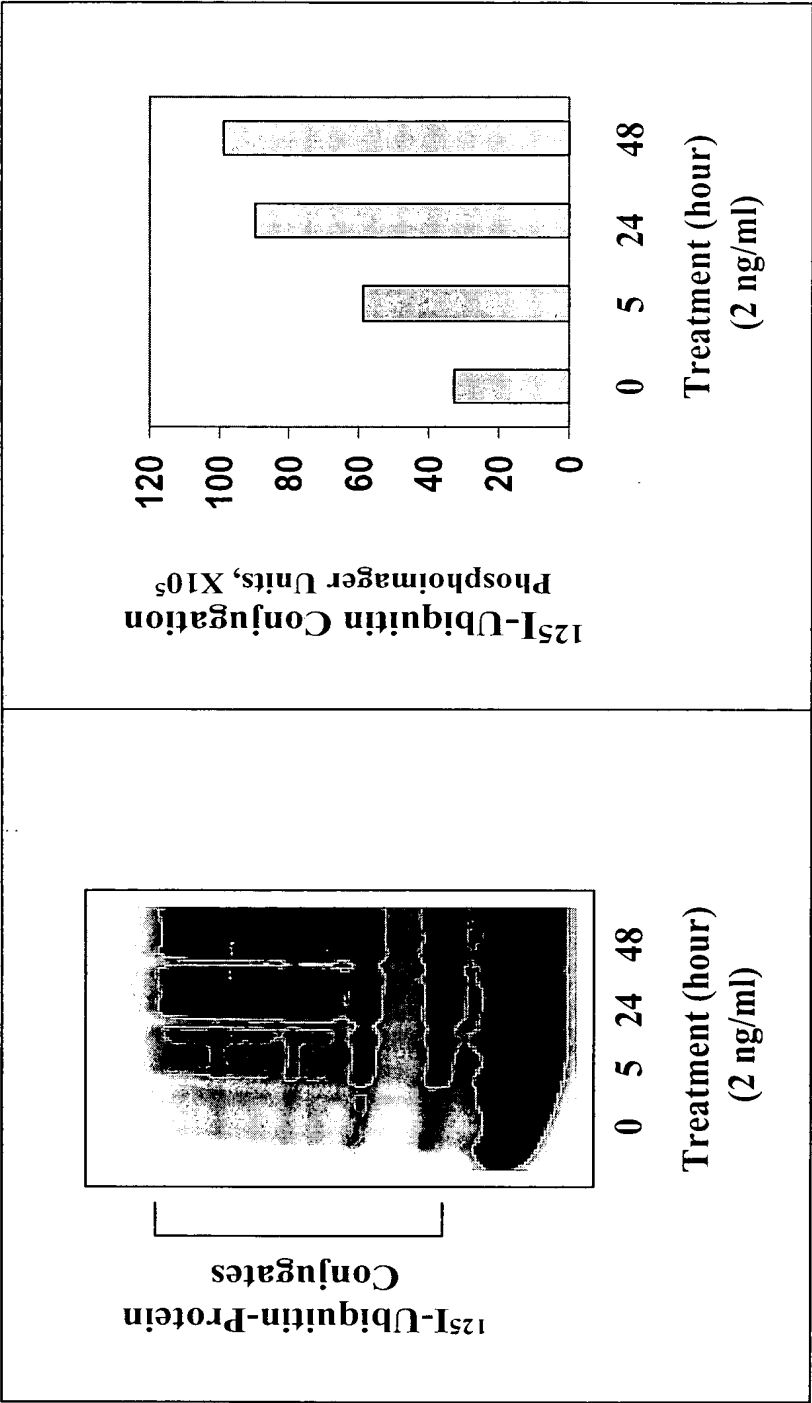 ¹²⁵I-Ubiquitin-Protein
Conjugates
0 5 24 48
Treatment (hour)
(2 ng/ml)
¹²⁵I-Ubiquitin Conjugation
Phosphoimager Units, X10⁵
120
100
80
60
40
20
0
0 5 24 48
Treatment (hour)
(2 ng/ml)